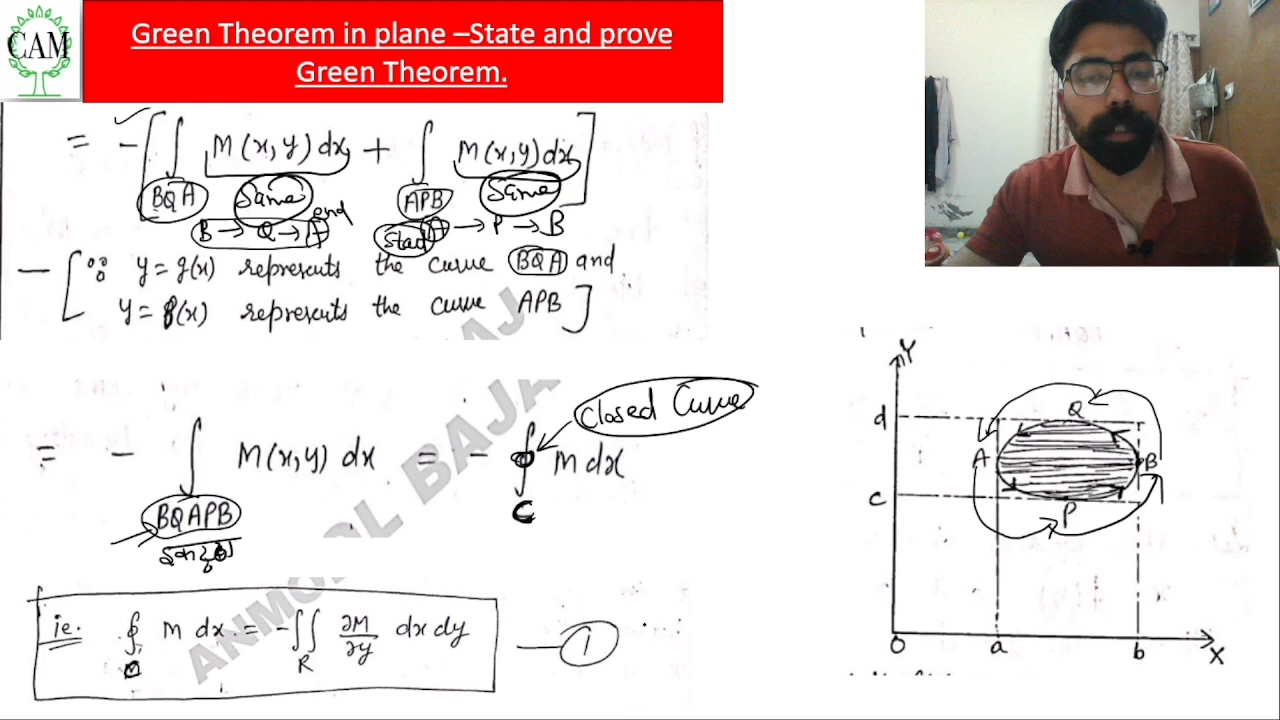 CAM
Green Theorem in plane –State and prove
Green Theorem.
= - [ ∫ M(x,y) dx + ∫ M(x,y) dx ]
BQA Same APB Same
B → Q → A end Start A → P → B
- [ ∵ y = g(x) represents the curve BQA and
y = f(x) represents the curve APB ]
= - ∫ M(x,y) dx = - ∮ M dx
Closed Curve
BQAPB
C
ie. ∮ M dx = - ∬ ∂M/∂y dx dy — 1
R
ANMOL BAJAJ
Y
d
Q
A
B
c
P
O a b X